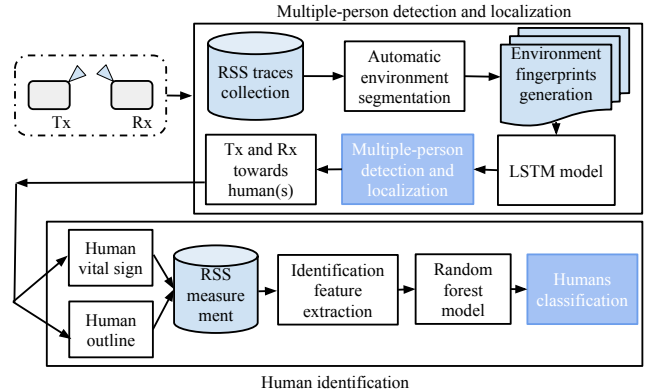 Multiple-person detection and localization
Tx
Rx
RSS traces
collection
Automatic
environment
segmentation
Environment
fingerprints
generation
Tx and Rx
towards
human(s)
Multiple-person
detection and
localization
LSTM model
Human
vital sign
Human
outline
RSS
measure
ment
Identification
feature
extraction
Random
forest
model
Humans
classification
Human identification